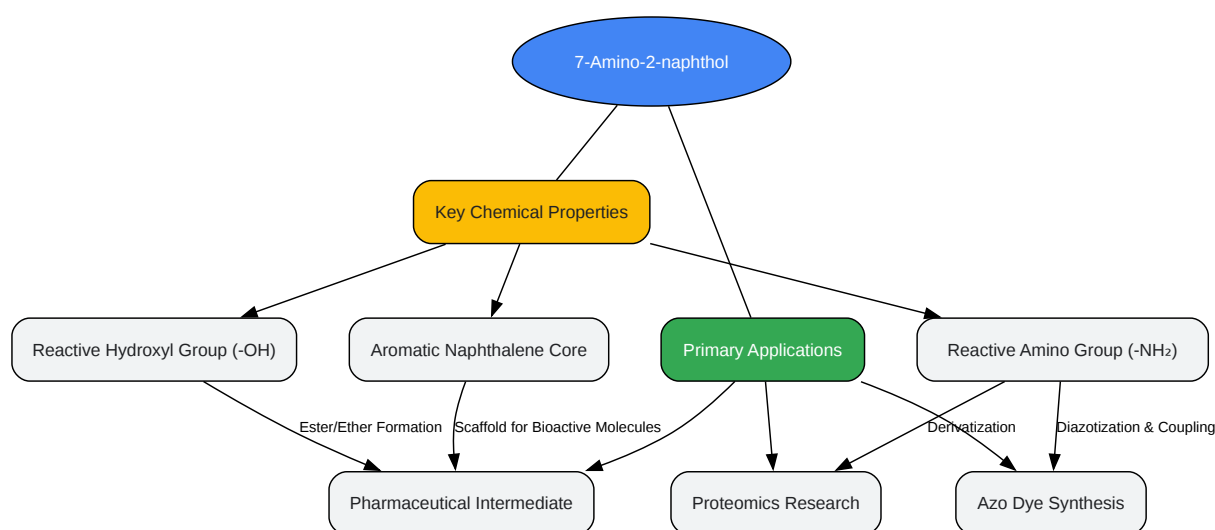 7-Amino-2-naphthol
Key Chemical Properties
Reactive Hydroxyl Group (-OH)
Aromatic Naphthalene Core
Primary Applications
Reactive Amino Group (-NH₂)
Ester/Ether Formation
Scaffold for Bioactive Molecules
Derivatization
Diazotization & Coupling
Pharmaceutical Intermediate
Proteomics Research
Azo Dye Synthesis